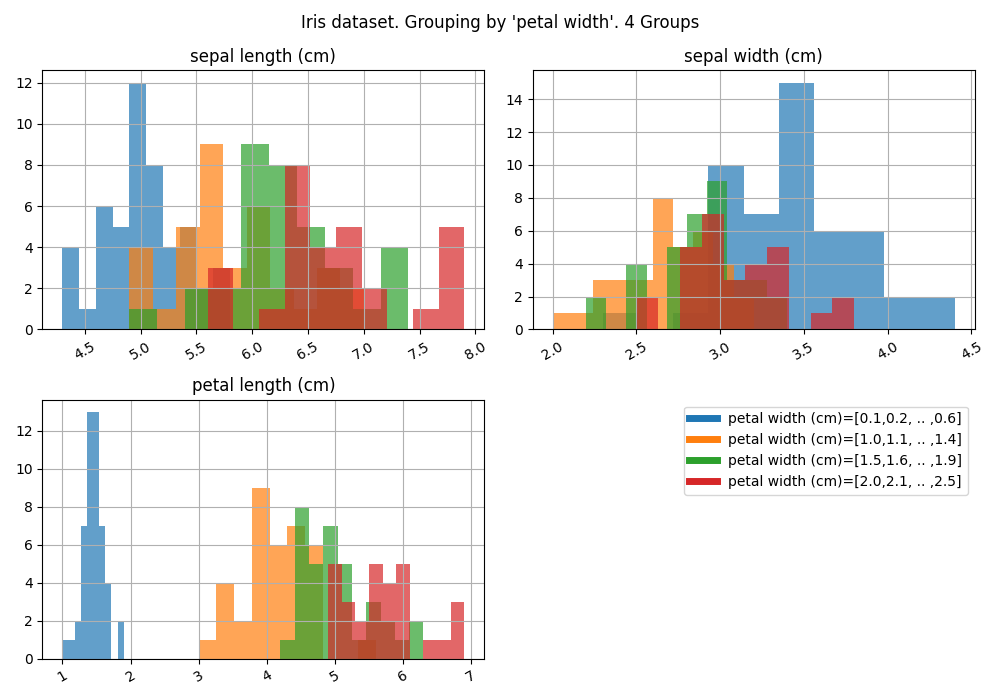 Iris dataset. Grouping by 'petal width'. 4 Groups
sepal length (cm)
12
10
8
6
4
2
0
4.5 5.0 5.5 6.0 6.5 7.0 7.5 8.0
sepal width (cm)
14
12
10
8
6
4
2
0
2.0 2.5 3.0 3.5 4.0 4.5
petal length (cm)
12
10
8
6
4
2
0
1 2 3 4 5 6 7
petal width (cm)=[0.1,0.2, .. ,0.6]
petal width (cm)=[1.0,1.1, .. ,1.4]
petal width (cm)=[1.5,1.6, .. ,1.9]
petal width (cm)=[2.0,2.1, .. ,2.5]